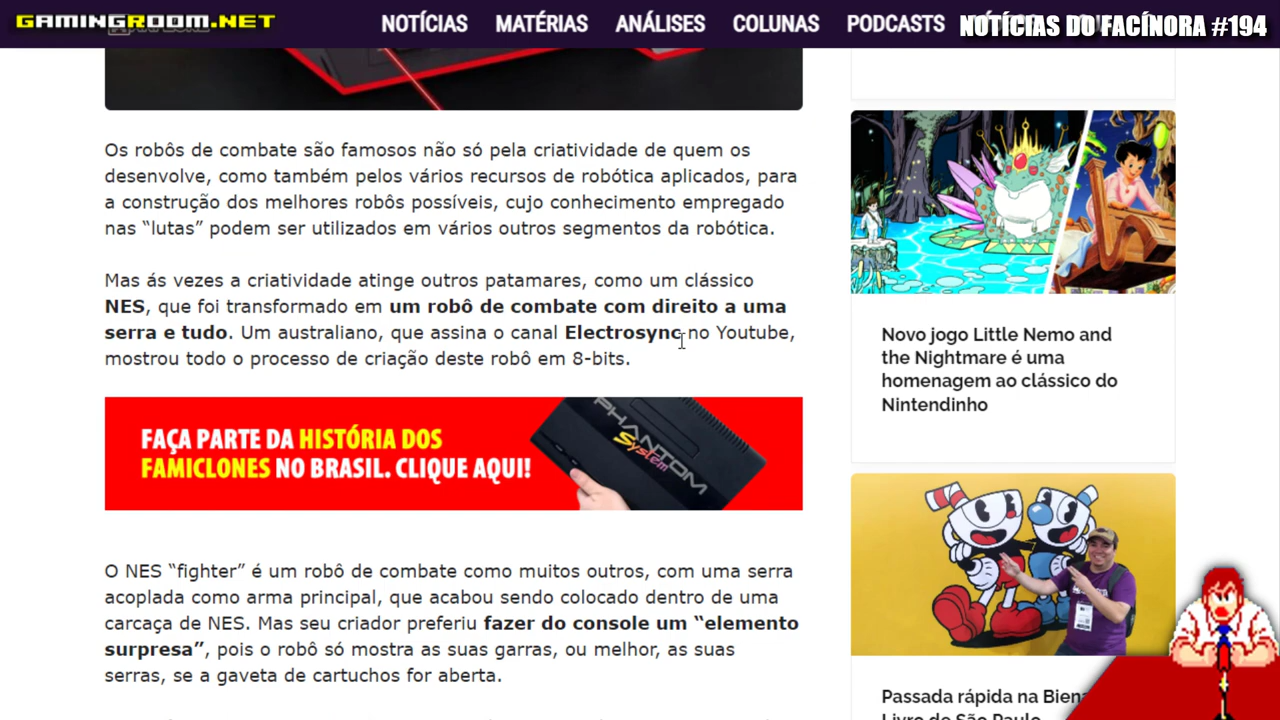 GAMINGROOM.NET
NOTÍCIAS
MATÉRIAS
ANÁLISES
COLUNAS
PODCASTS
NOTÍCIAS DO FACÍNORA #194
Os robôs de combate são famosos não só pela criatividade de quem os
desenvolve, como também pelos vários recursos de robótica aplicados, para
a construção dos melhores robôs possíveis, cujo conhecimento empregado
nas “lutas” podem ser utilizados em vários outros segmentos da robótica.
Mas ás vezes a criatividade atinge outros patamares, como um clássico
NES, que foi transformado em um robô de combate com direito a uma
serra e tudo. Um australiano, que assina o canal Electrosync no Youtube,
mostrou todo o processo de criação deste robô em 8-bits.
FAÇA PARTE DA HISTÓRIA DOS
FAMICLONES NO BRASIL. CLIQUE AQUI!
PHANTOM
System
O NES “fighter” é um robô de combate como muitos outros, com uma serra
acoplada como arma principal, que acabou sendo colocado dentro de uma
carcaça de NES. Mas seu criador preferiu fazer do console um “elemento
surpresa”, pois o robô só mostra as suas garras, ou melhor, as suas
serras, se a gaveta de cartuchos for aberta.
Novo jogo Little Nemo and
the Nightmare é uma
homenagem ao clássico do
Nintendinho
Passada rápida na Biena
Livro de São Paulo